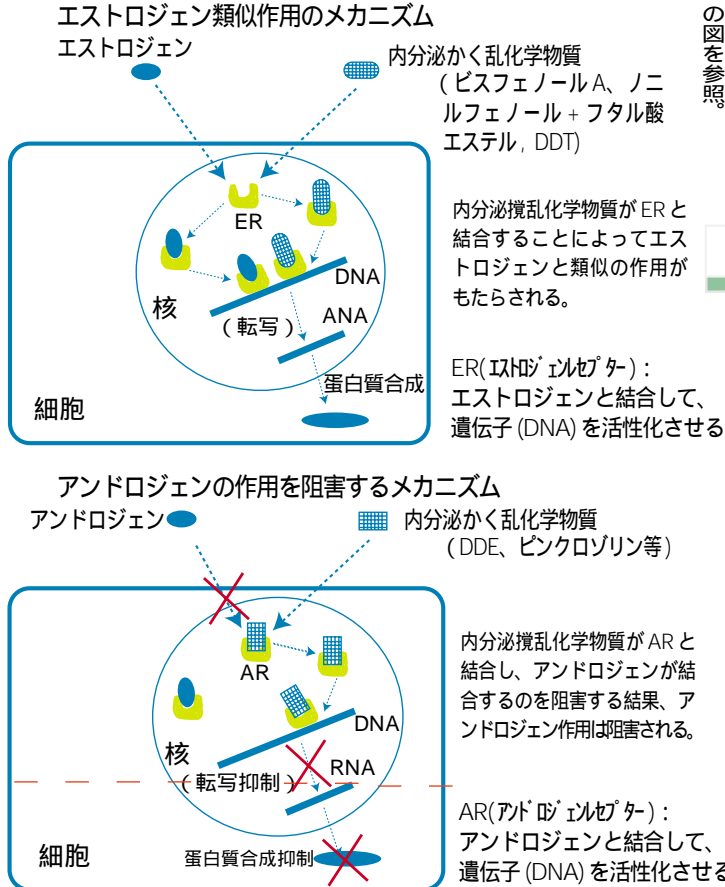 の図を参照。
エストロジェン類似作用のメカニズム
エストロジェン
内分泌かく乱化学物質
（ビスフェノールA、ノニ
ルフェノール + フタル酸
エステル, DDT)
ER
DNA
核
（転写）
ANA
蛋白質合成
細胞
内分泌撹乱化学物質が ER と
結合することによってエス
トロジェンと類似の作用が
もたらされる。
ER(エストロジェンレセプター)：
エストロジェンと結合して、
遺伝子 (DNA) を活性化させる
アンドロジェンの作用を阻害するメカニズム
アンドロジェン
内分泌かく乱化学物質
（DDE、ピンクロゾリン等）
AR
DNA
核
（転写抑制）
RNA
細胞
蛋白質合成抑制
内分泌撹乱化学物質が AR と
結合し、アンドロジェンが結
合するのを阻害する結果、ア
ンドロジェン作用は阻害される。
AR(アンドロジェンレセプター)：
アンドロジェンと結合して、
遺伝子 (DNA) を活性化させる